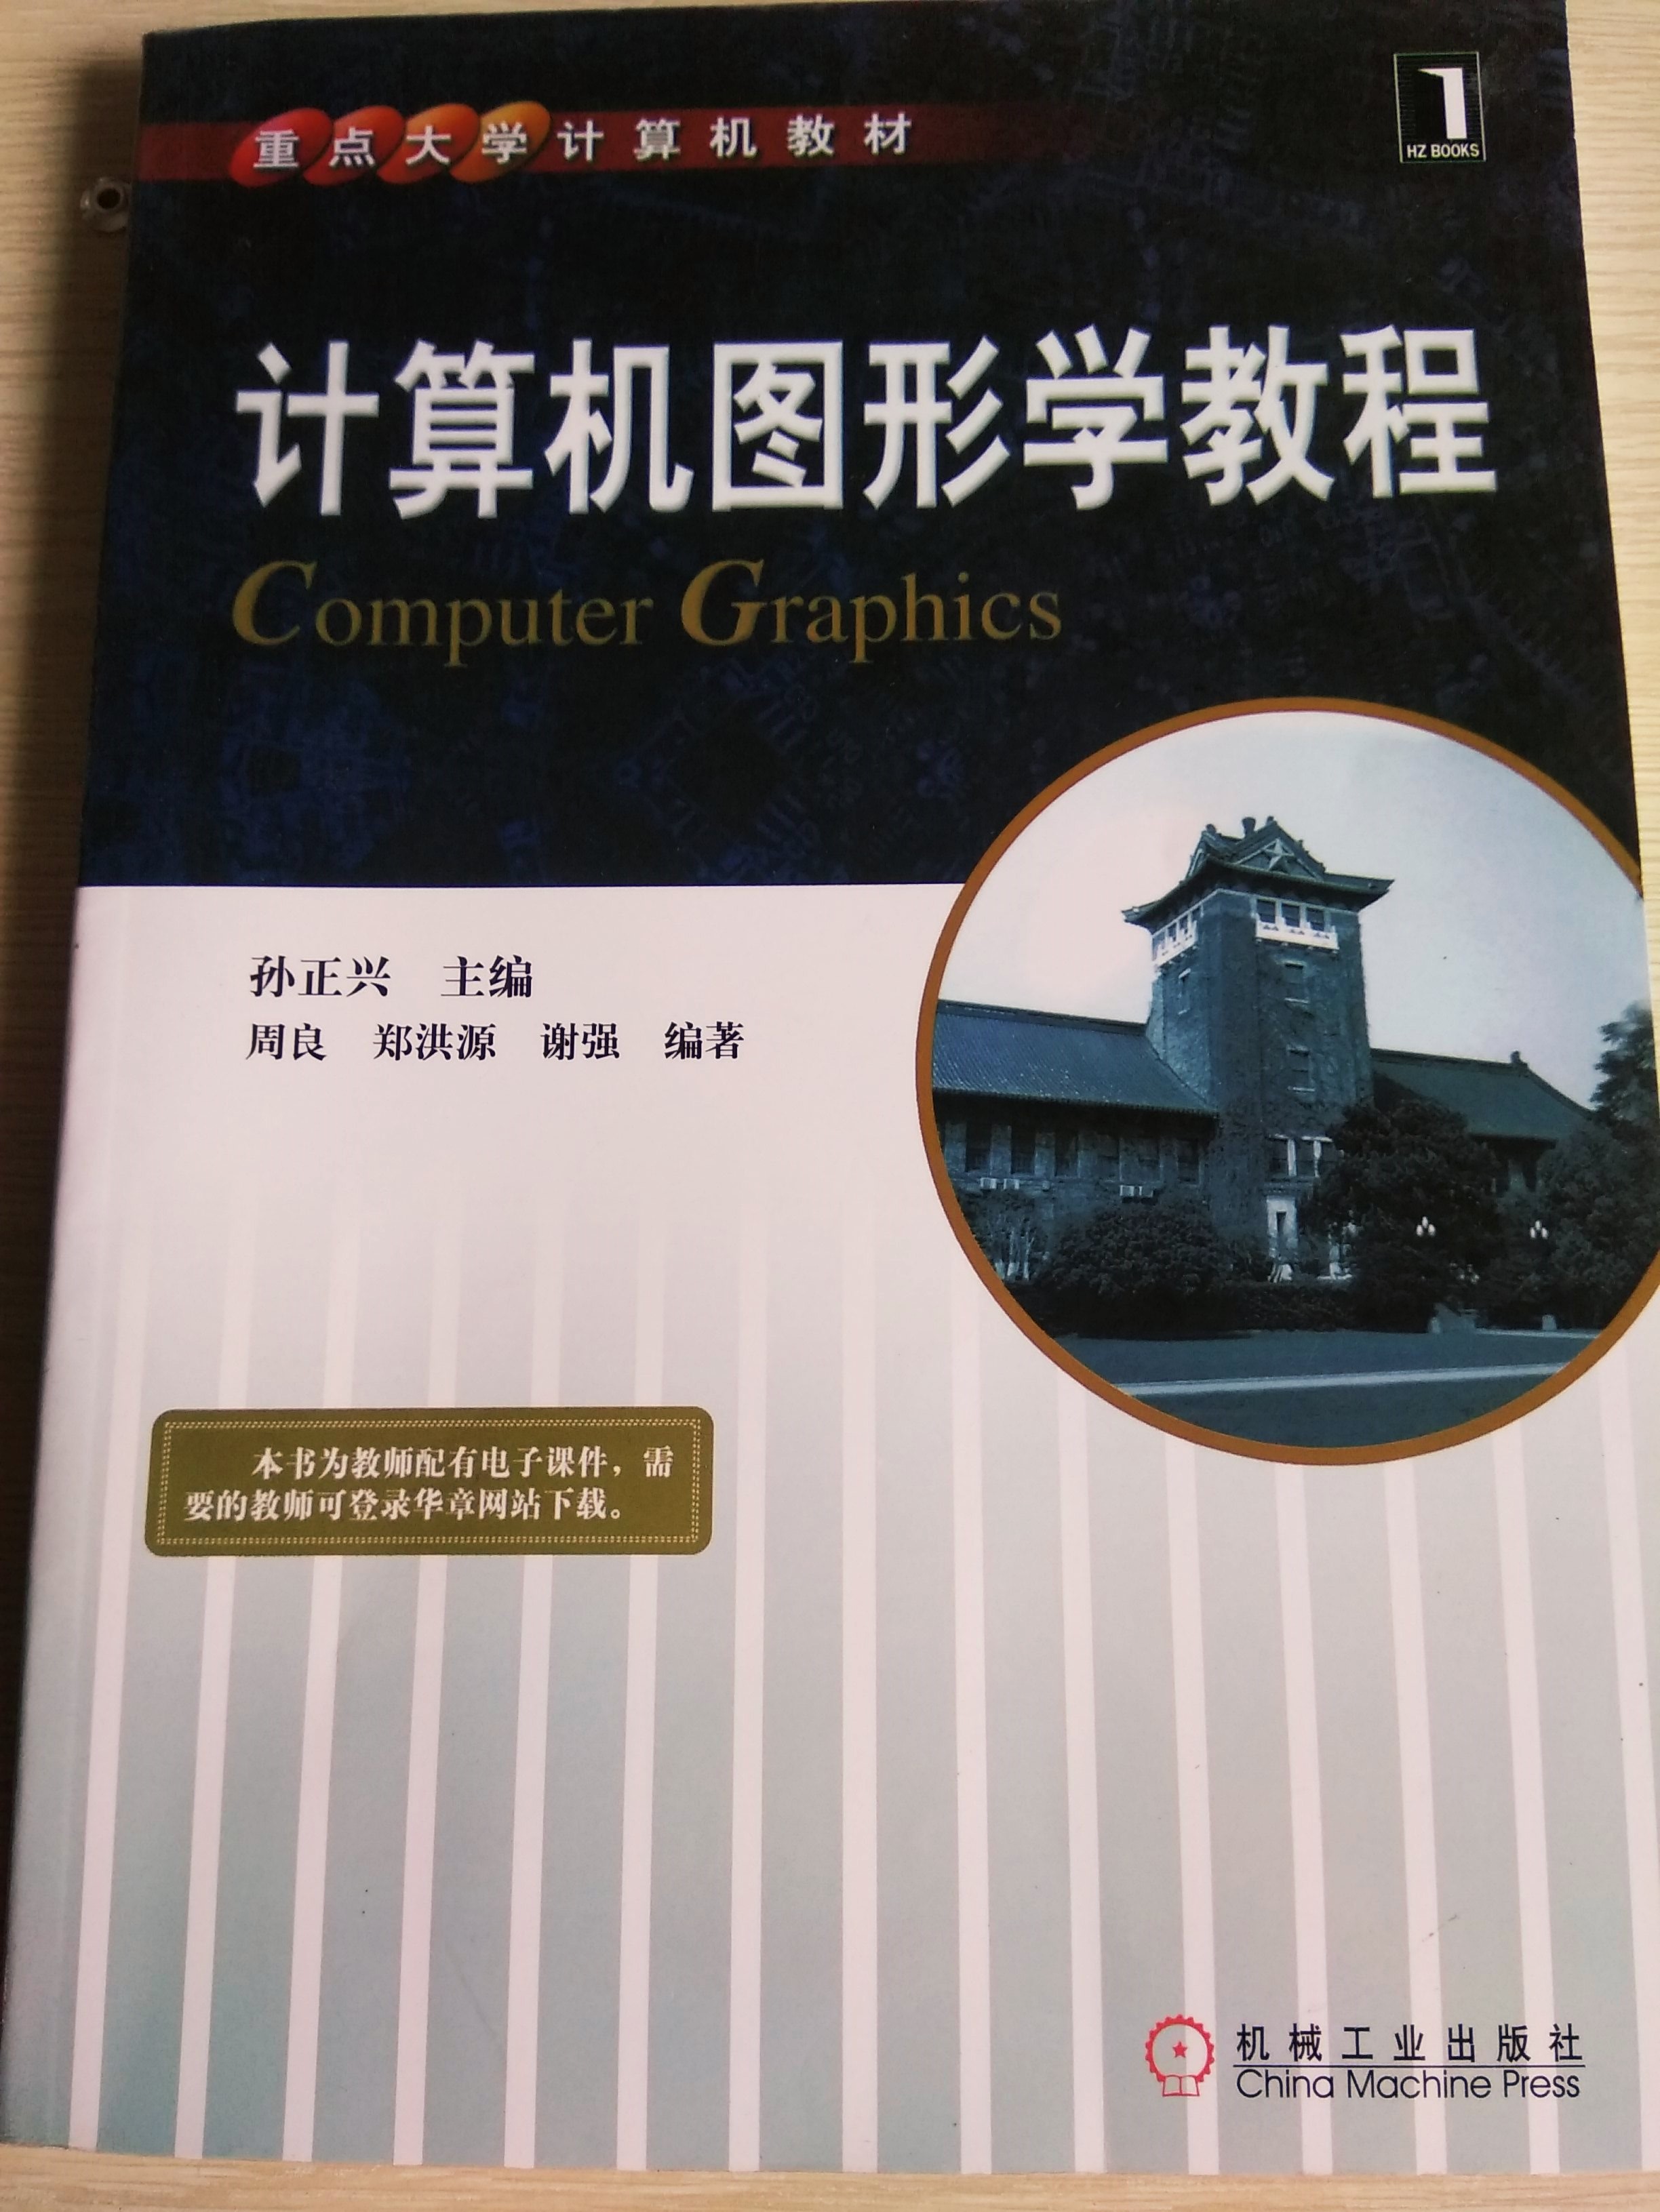 重点大学计算机教材
HZ BOOKS
计算机图形学教程
Computer Graphics
孙正兴 主编
周良 郑洪源 谢强 编著
本书为教师配有电子课件，需
要的教师可登录华章网站下载。
机械工业出版社
China Machine Press